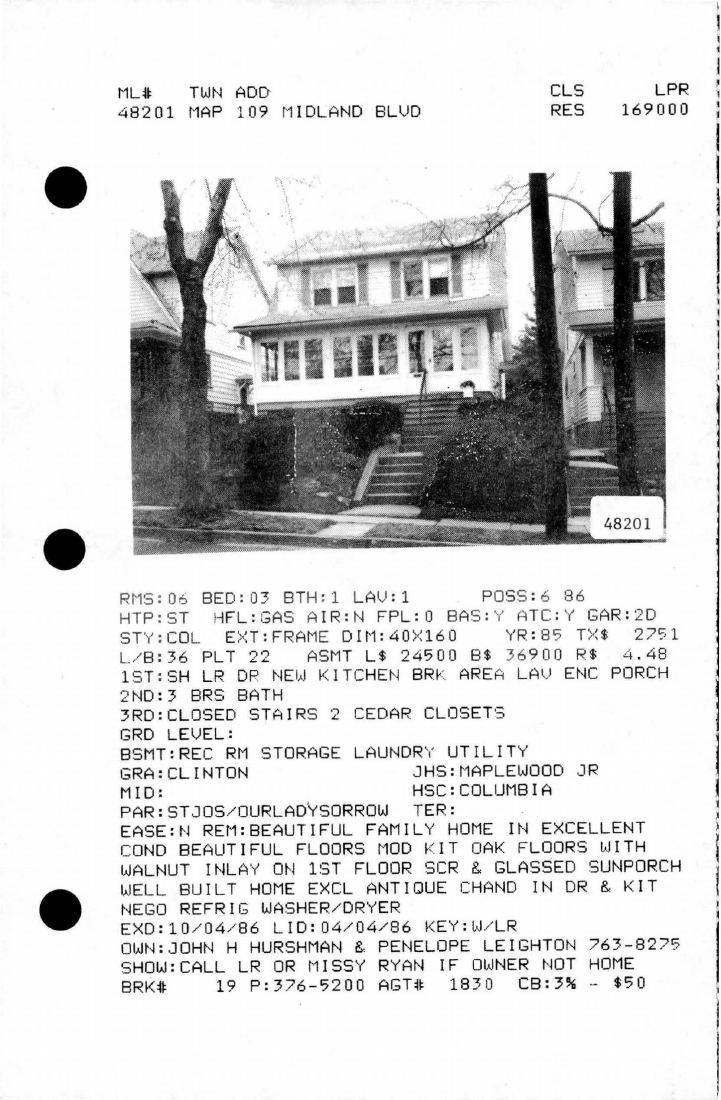 ML# TWN ADD CLS LPR
48201 MAP 109 MIDLAND BLVD RES 169000
48201
RMS:06 BED:03 BTH:1 LAV:1 POSS:6 86
HTP:ST HFL:GAS AIR:N FPL:0 BAS:Y ATC:Y GAR:2D
STY:COL EXT:FRAME DIM:40X160 YR:85 TX$ 2751
L/B:36 PLT 22 ASMT L$ 24500 B$ 36900 R$ 4.48
1ST:SH LR DR NEW KITCHEN BRK AREA LAV ENC PORCH
2ND:3 BRS BATH
3RD:CLOSED STAIRS 2 CEDAR CLOSETS
GRD LEVEL:
BSMT:REC RM STORAGE LAUNDRY UTILITY
GRA:CLINTON JHS:MAPLEWOOD JR
MID: HSC:COLUMBIA
PAR:STJOS/OURLADYSORROW TER:
EASE:N REM:BEAUTIFUL FAMILY HOME IN EXCELLENT
COND BEAUTIFUL FLOORS MOD KIT OAK FLOORS WITH
WALNUT INLAY ON 1ST FLOOR SCR & GLASSED SUNPORCH
WELL BUILT HOME EXCL ANTIQUE CHAND IN DR & KIT
NEGO REFRIG WASHER/DRYER
EXD:10/04/86 LID:04/04/86 KEY:W/LR
OWN:JOHN H HURSHMAN & PENELOPE LEIGHTON 763-8275
SHOW:CALL LR OR MISSY RYAN IF OWNER NOT HOME
BRK# 19 P:376-5200 AGT# 1830 CB:3% - $50